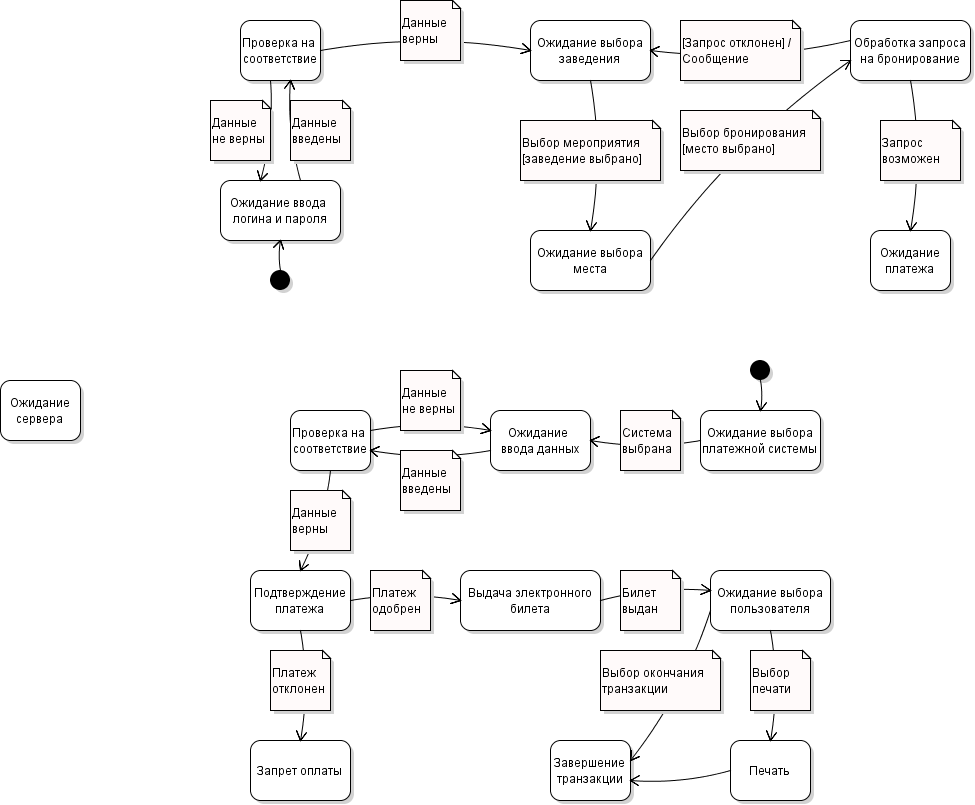 Данные
верны
Проверка на
соответствие
Ожидание выбора
заведения
[Запрос отклонен] /
Сообщение
Обработка запроса
на бронирование
Данные
не верны
Данные
введены
Выбор мероприятия
[заведение выбрано]
Выбор бронирования
[место выбрано]
Запрос
возможен
Ожидание ввода
логина и пароля
Ожидание выбора
места
Ожидание
платежа
Ожидание
сервера
Данные
не верны
Проверка на
соответствие
Ожидание
ввода данных
Система
выбрана
Ожидание выбора
платежной системы
Данные
введены
Данные
верны
Подтверждение
платежа
Платеж
одобрен
Выдача электронного
билета
Билет
выдан
Ожидание выбора
пользователя
Платеж
отклонен
Выбор окончания
транзакции
Выбор
печати
Запрет оплаты
Завершение
транзакции
Печать